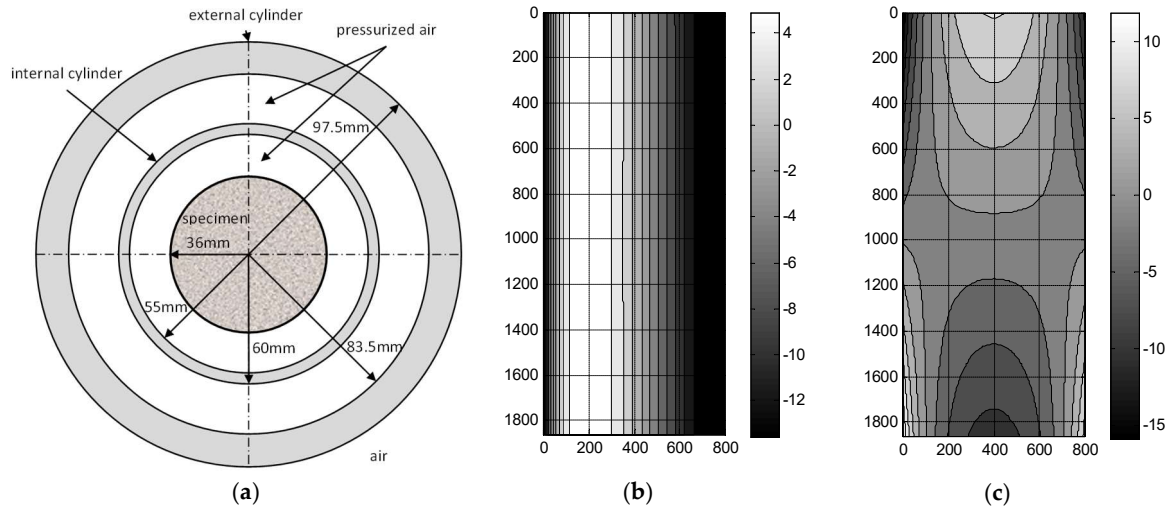 external cylinder
pressurized air
internal cylinder
97.5mm
specimen
36mm
55mm
60mm
83.5mm
air
(a)
0
200
400
600
800
1000
1200
1400
1600
1800
0 200 400 600 800
4
2
0
-2
-4
-6
-8
-10
-12
(b)
0
200
400
600
800
1000
1200
1400
1600
1800
0 200 400 600 800
10
5
0
-5
-10
-15
(c)